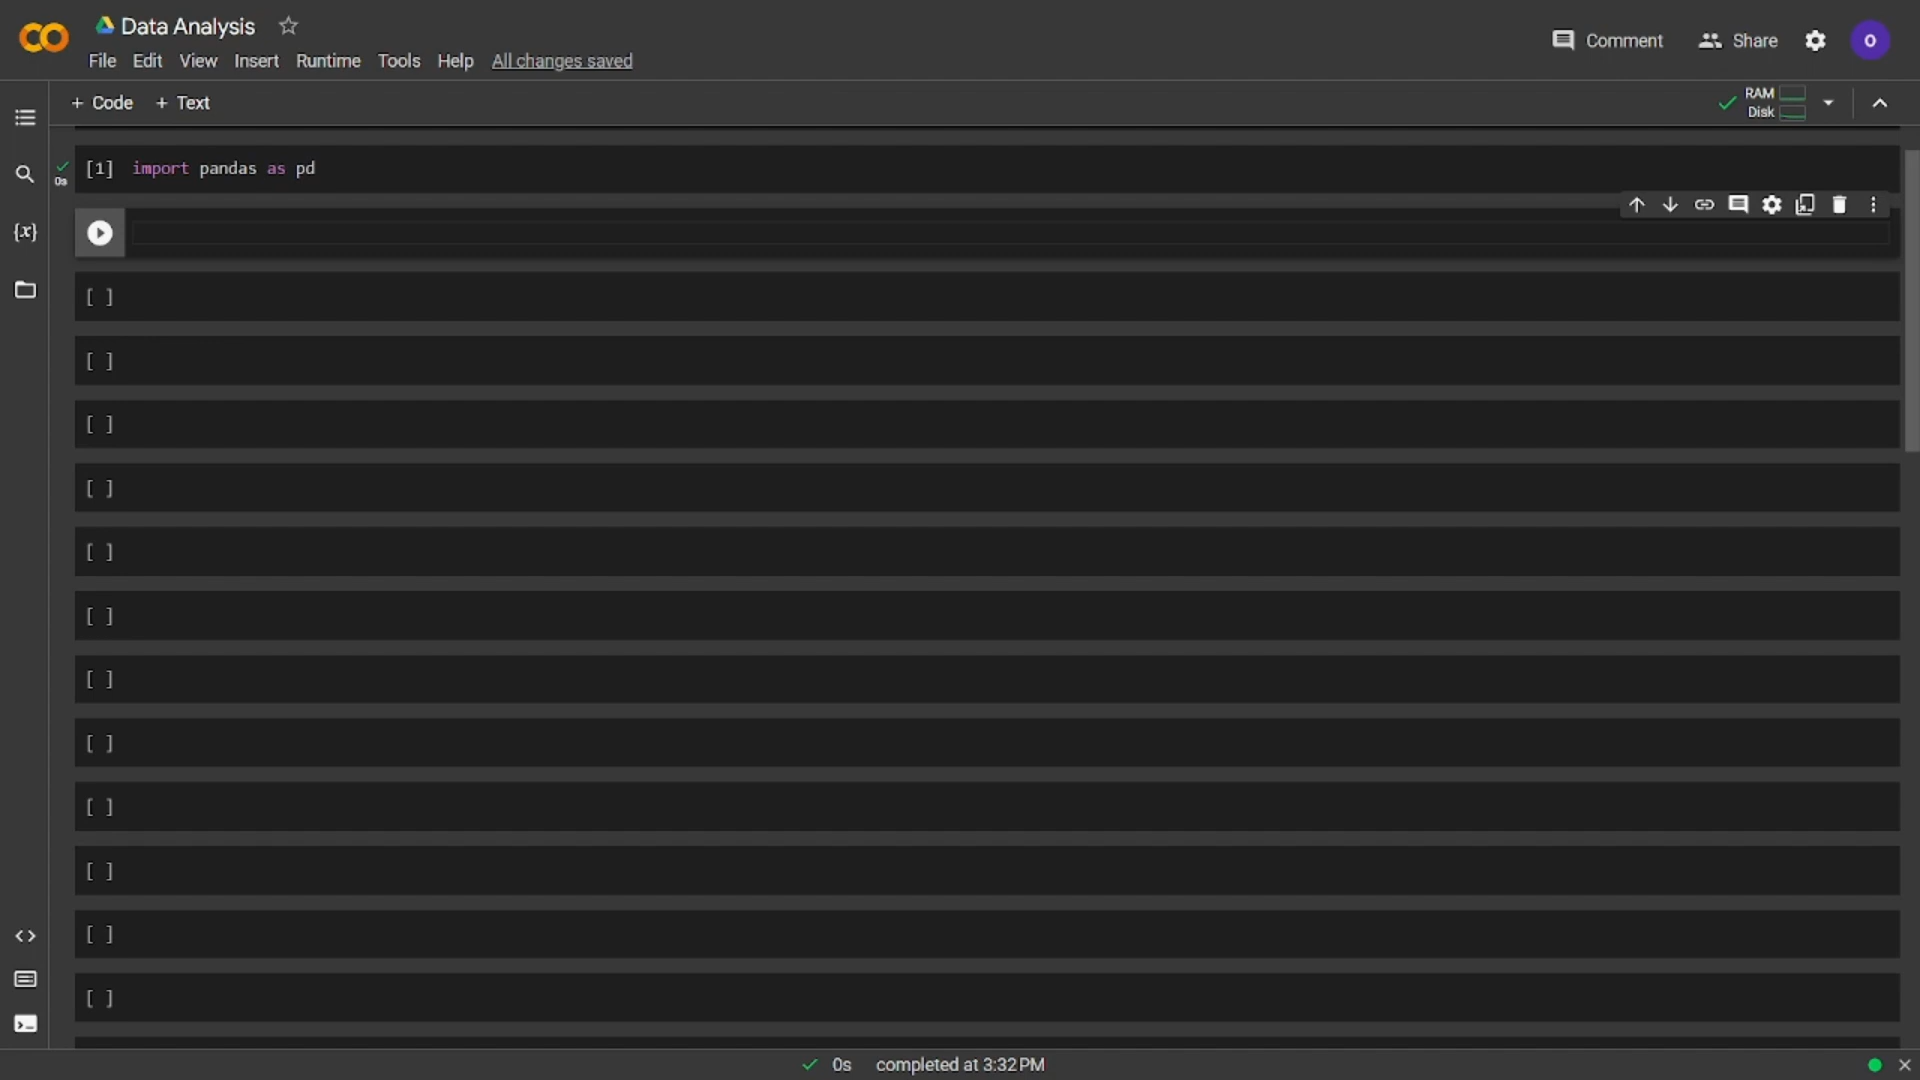 Data Analysis
File Edit View Insert Runtime Tools Help All changes saved
Comment Share O
+ Code + Text
RAM
Disk
0s
[1] import pandas as pd
{x}
[ ]
[ ]
[ ]
[ ]
[ ]
[ ]
[ ]
[ ]
[ ]
[ ]
[ ]
[ ]
0s completed at 3:32 PM